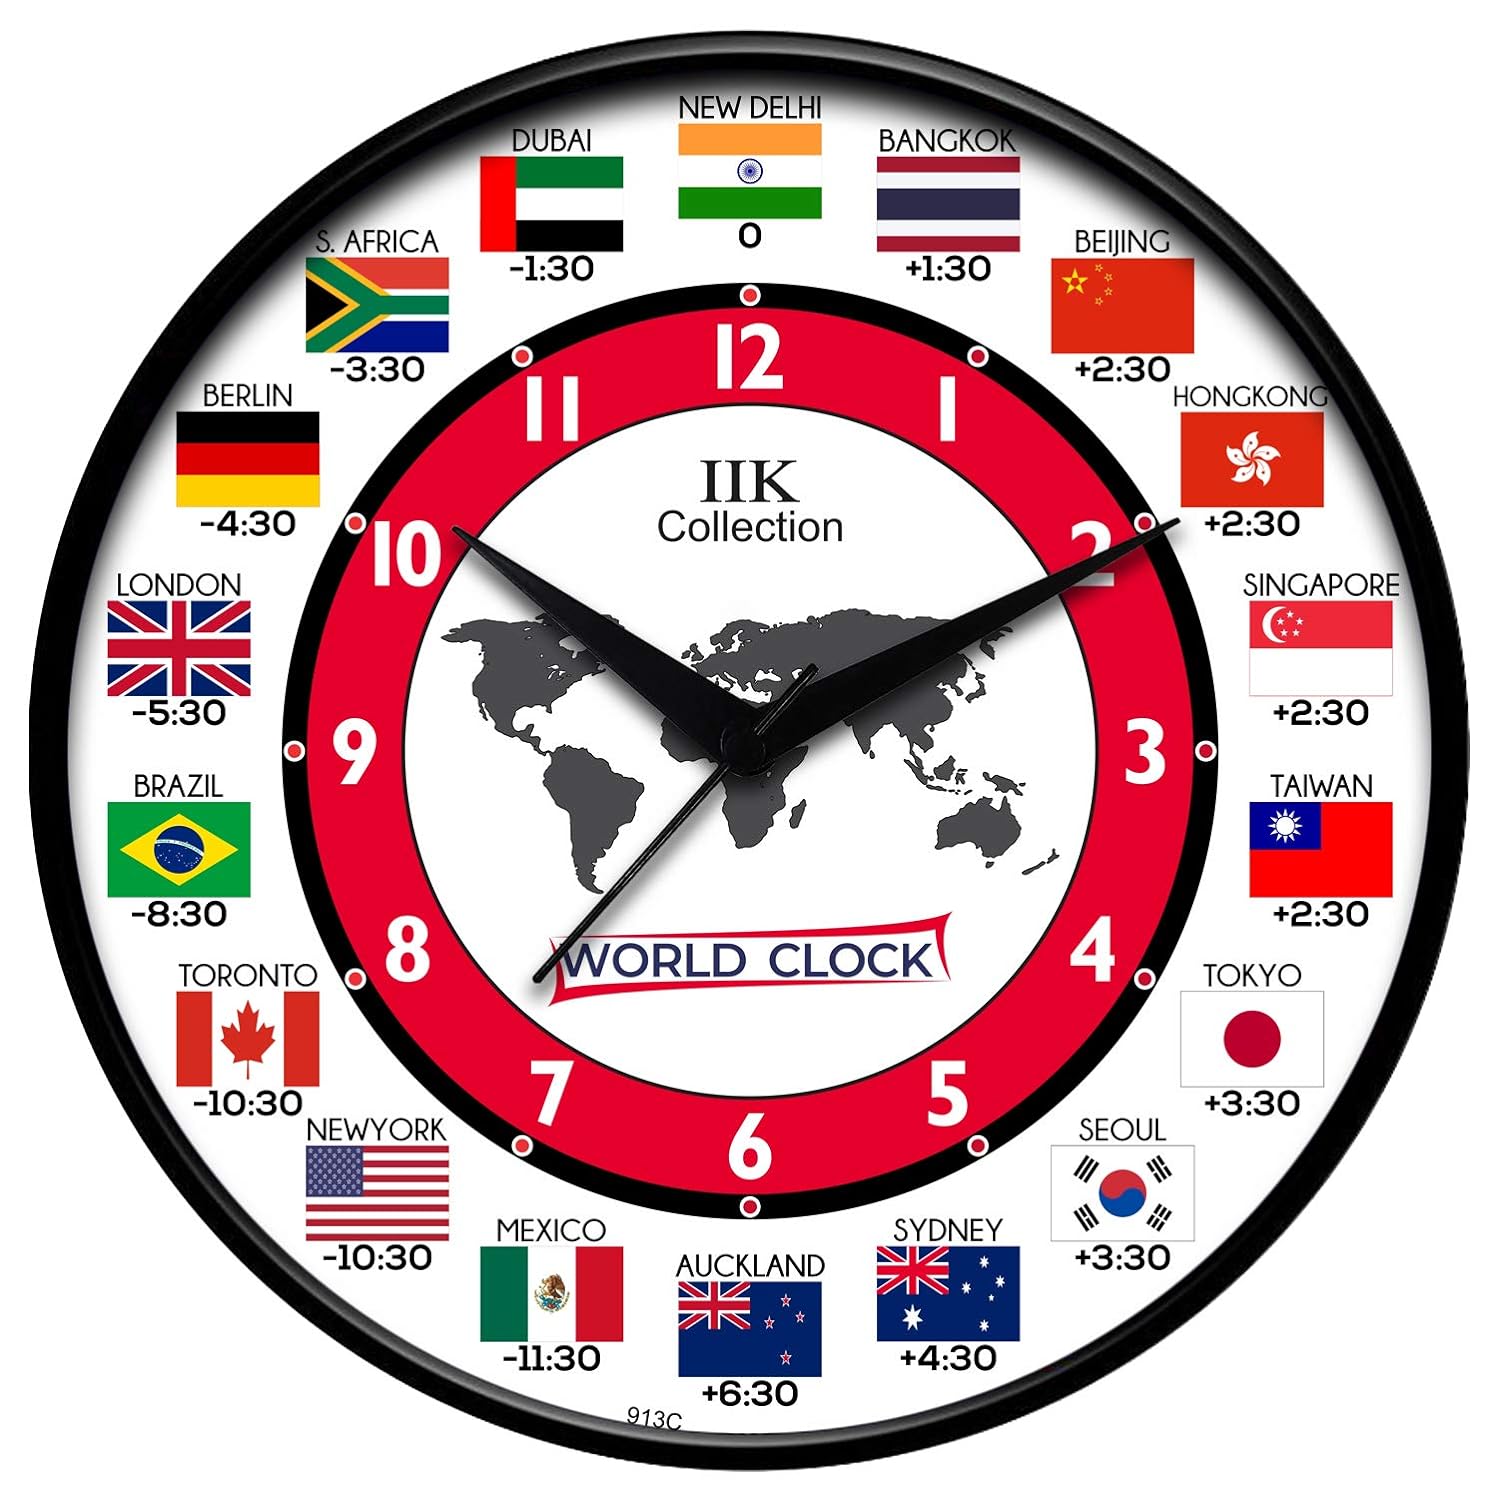 NEW DELHI
0
BANGKOK
+1:30
BEIJING
+2:30
HONGKONG
+2:30
SINGAPORE
+2:30
TAIWAN
+2:30
TOKYO
+3:30
SEOUL
+3:30
SYDNEY
+4:30
AUCKLAND
+6:30
MEXICO
-11:30
NEWYORK
-10:30
TORONTO
-10:30
BRAZIL
-8:30
LONDON
-5:30
BERLIN
-4:30
S. AFRICA
-3:30
DUBAI
-1:30
12
1
2
3
4
5
6
7
8
9
10
11
IIK
Collection
WORLD CLOCK
913C